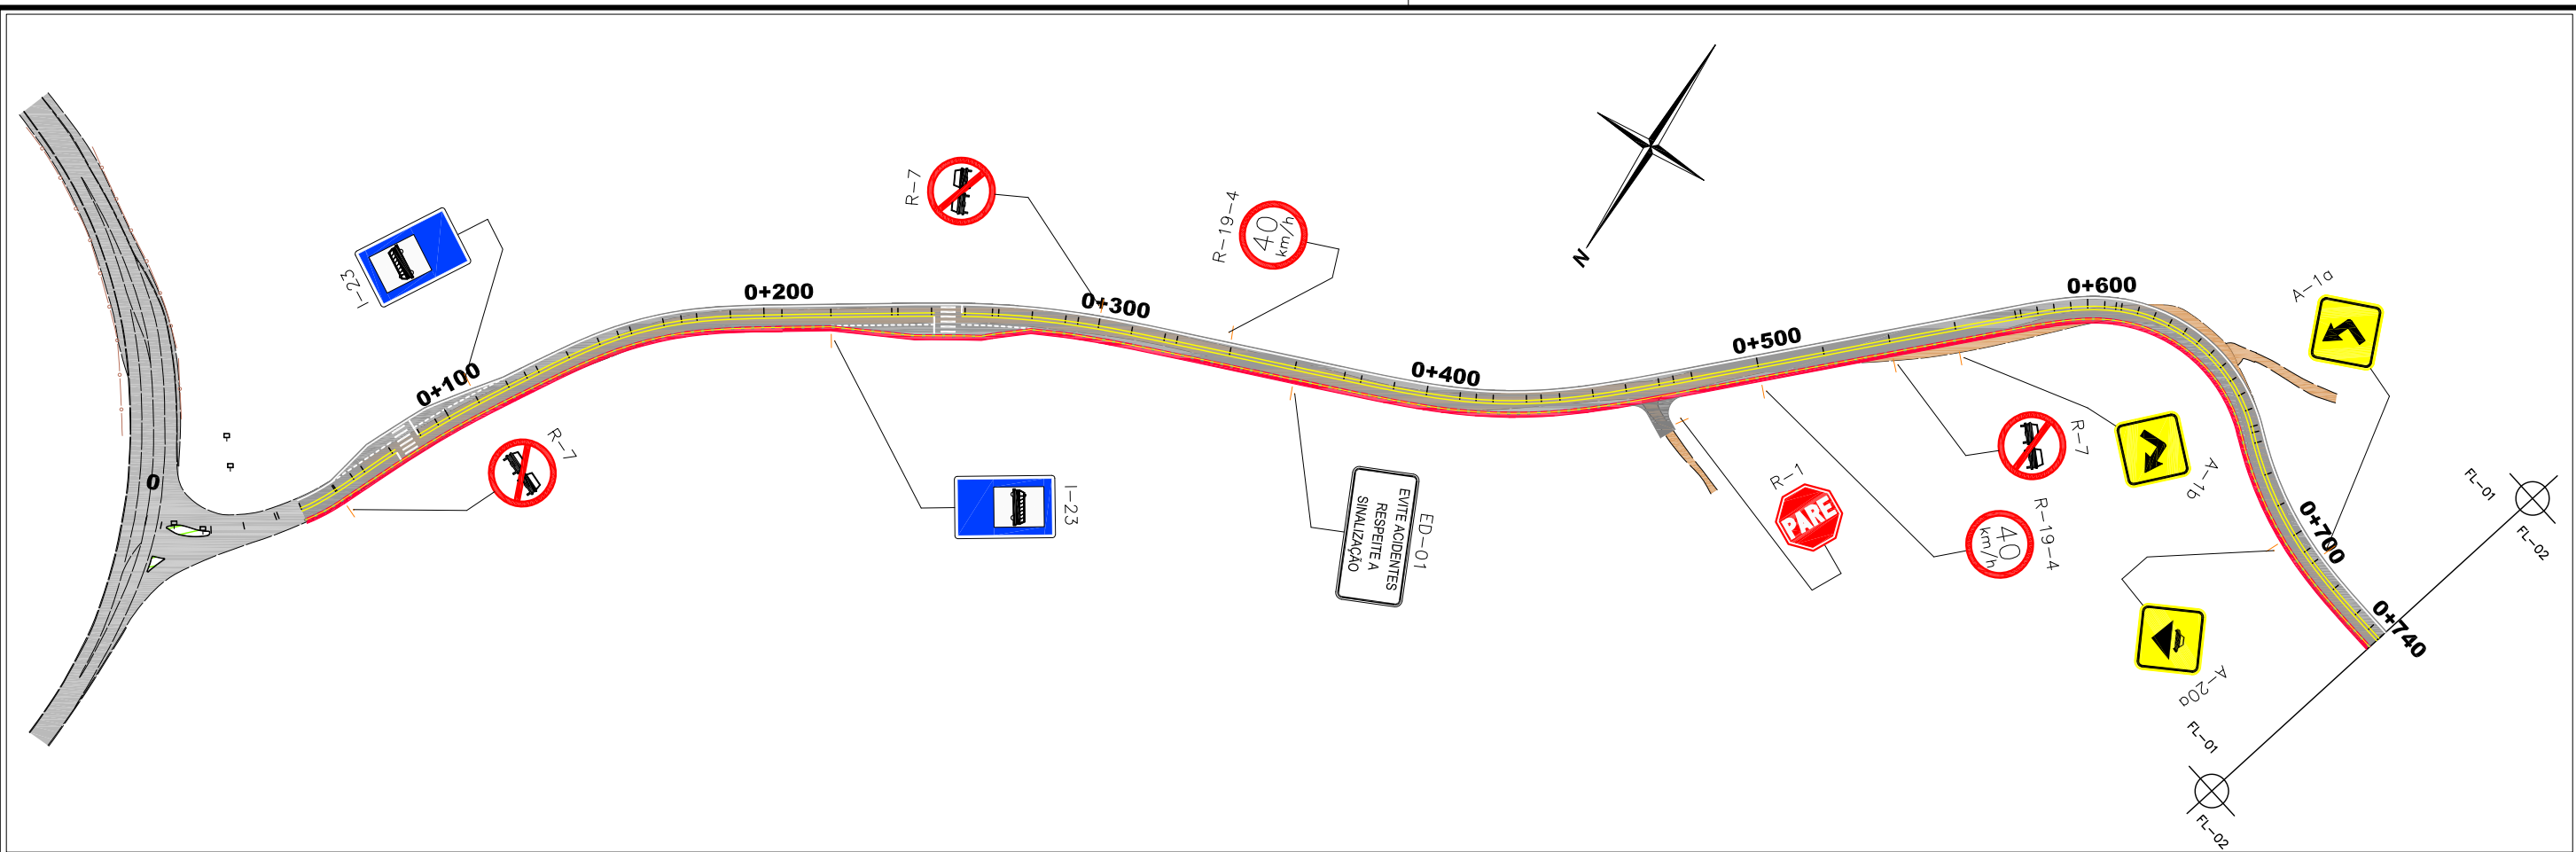 I-23
R-7
R-19-4
40
km/h
N
0
0+100
0+200
0+300
0+400
0+500
0+600
0+700
0+740
R-7
I-23
ED-01
EVITE ACIDENTES
RESPEITE A
SINALIZAÇÃO
R-1
PARE
R-19-4
40
km/h
R-7
A-1b
A-1a
A-20a
FL-01
FL-02
FL-01
FL-02